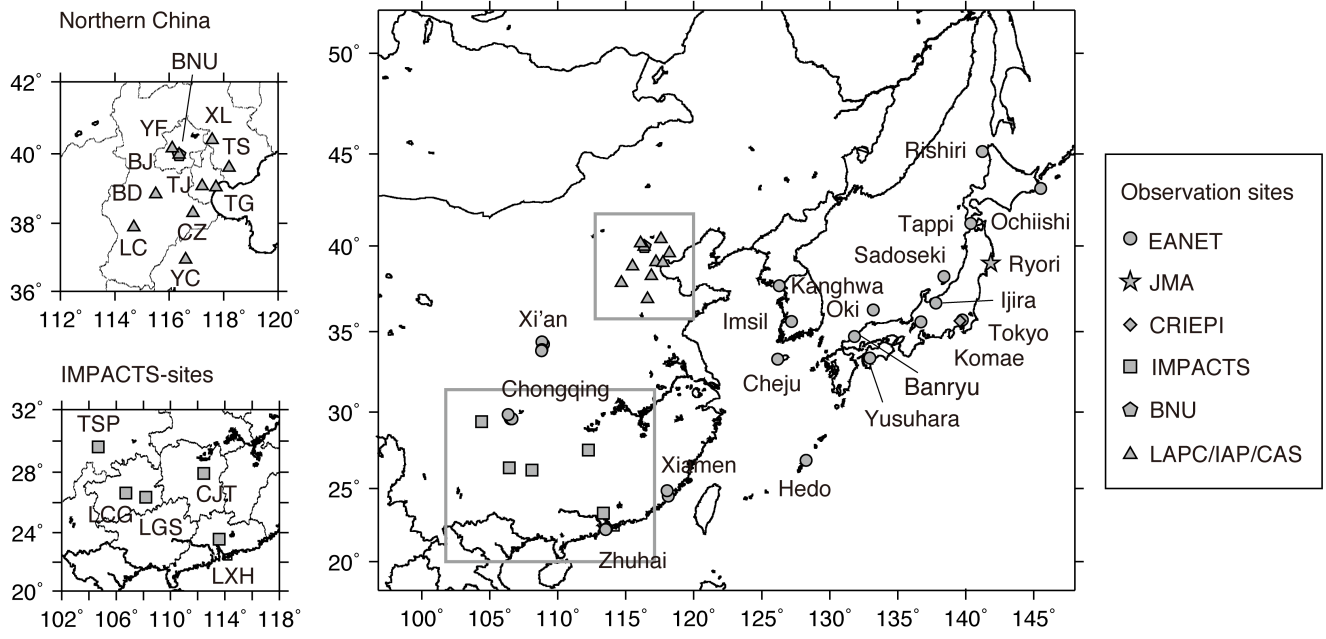 Northern China
BNU
42°
XL
YF
TS
40°
BJ
TJ
BD
TG
38°
CZ
LC
YC
36°
112° 114° 116° 118° 120°
IMPACTS-sites
32°
TSP
28°
CJT
LCG
LGS
24°
LXH
20°
102 106 110 114 118°
50°
45°
Rishiri
Tappi
Ochiishi
40°
Sadoseki
Ryori
Kanghwa
Oki
Ijira
Xi'an
Imsil
35°
Tokyo
Komae
Cheju
Chongqing
Banryu
30°
Yusuhara
Xiamen
25°
Hedo
20°
Zhuhai
100° 105° 110° 115° 120° 125° 130° 135° 140° 145°
Observation sites
EANET
JMA
CRIEPI
IMPACTS
BNU
LAPC/IAP/CAS